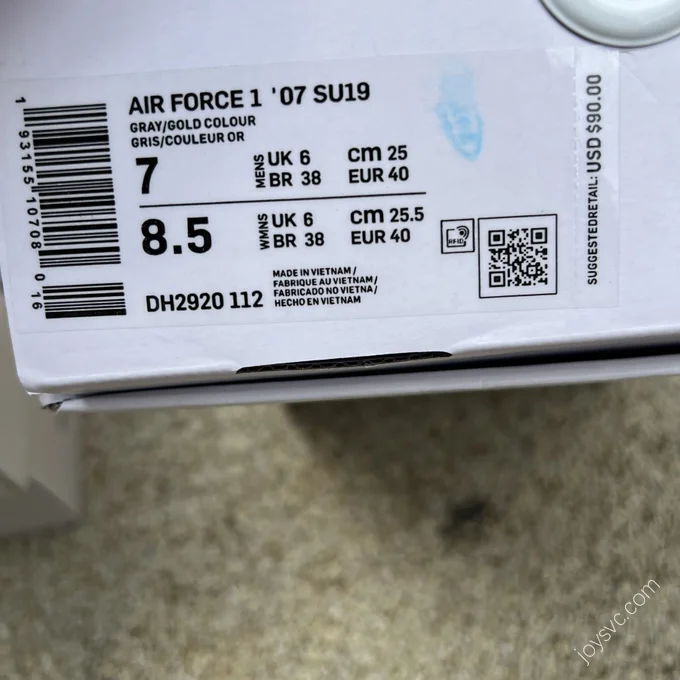 AIR FORCE 1 '07 SU19
GRAY/GOLD COLOUR
GRIS/COULEUR OR
7 MENS UK 6 cm 25
BR 38 EUR 40
8.5 WMNS UK 6 cm 25.5
BR 38 EUR 40
DH2920 112
MADE IN VIETNAM/
FABRIQUE AU VIETNAM/
FABRICADO NO VIETNA/
HECHO EN VIETNAM
RFID
1 93155 10708 0 16
SUGGESTEDRETAIL: USD $90.00
joysvc.com